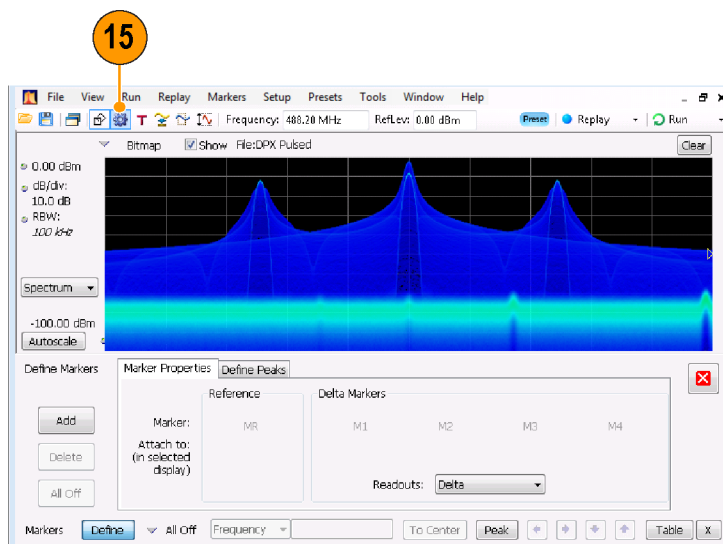 15
File View Run Replay Markers Setup Presets Tools Window Help
T Frequency: 488.20 MHz RefLev: 0.00 dBm Preset Replay Run
Bitmap Show File:DPX Pulsed Clear
0.00 dBm
dB/div:
10.0 dB
RBW:
100 kHz
Spectrum
-100.00 dBm
Autoscale
Define Markers Marker Properties Define Peaks
Reference Delta Markers
Add Marker: MR M1 M2 M3 M4
Attach to:
(in selected
display)
Delete
Readouts: Delta
All Off
Markers Define All Off Frequency To Center Peak Table X